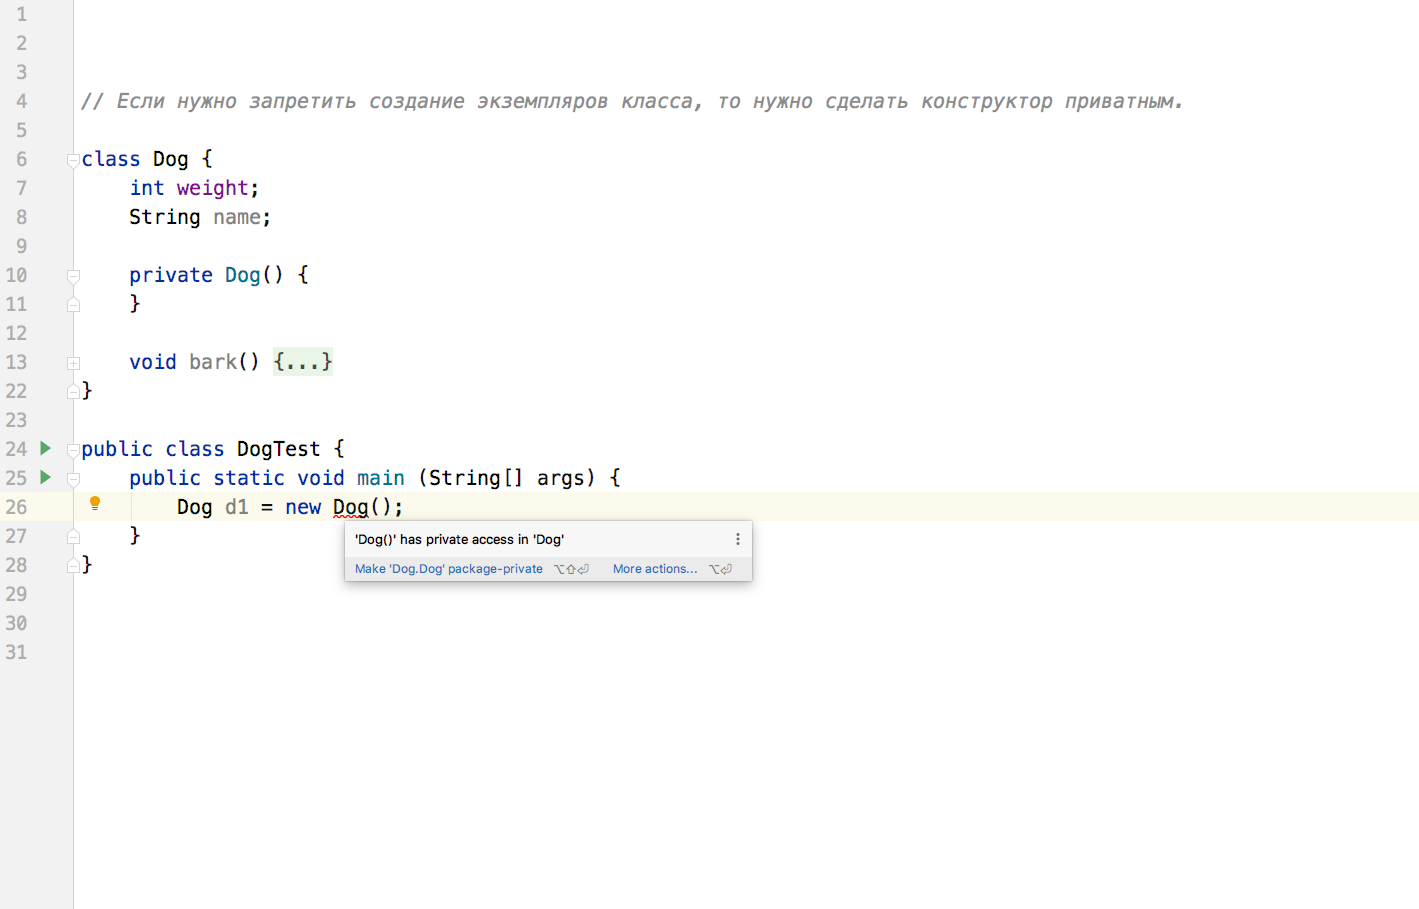 1
2
3
4 // Если нужно запретить создание экземпляров класса, то нужно сделать конструктор приватным.
5
6 class Dog {
7 int weight;
8 String name;
9
10 private Dog() {
11 }
12
13 void bark() {...}
22 }
23
24 public class DogTest {
25 public static void main (String[] args) {
26 Dog d1 = new Dog();
27 }
'Dog()' has private access in 'Dog'
28 }
Make 'Dog.Dog' package-private ⌥⇧⏎ More actions... ⌥⏎
29
30
31